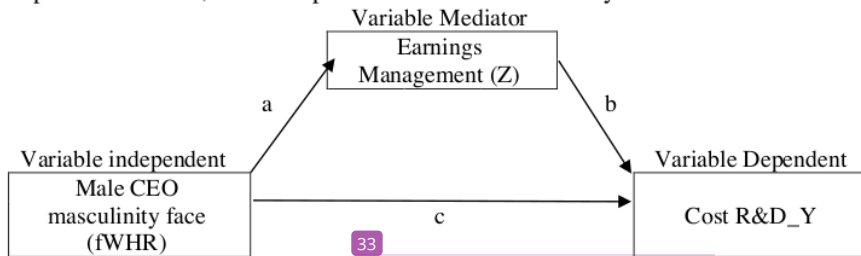 Variable Mediator
Earnings
Management (Z)
a
b
Variable independent
Variable Dependent
Male CEO
masculinity face
(fWHR)
c
Cost R&D_Y
33